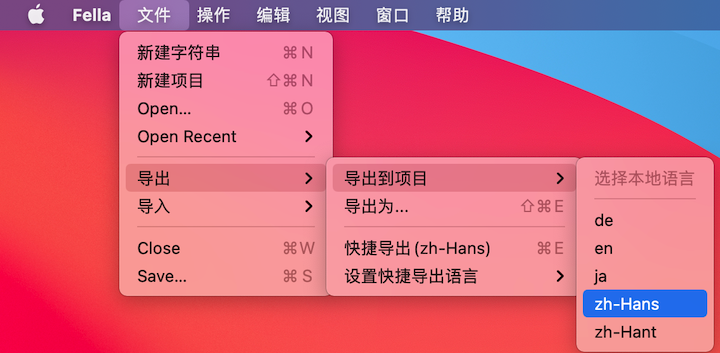 Fella 文件 操作 编辑 视图 窗口 帮助
新建字符串 ⌘N
新建项目 ⇧⌘N
Open... ⌘O
Open Recent
导出
导入
Close ⌘W
Save... ⌘S
导出到项目
导出为... ⇧⌘E
快捷导出 (zh-Hans) ⌘E
设置快捷导出语言
选择本地语言
de
en
ja
zh-Hans
zh-Hant